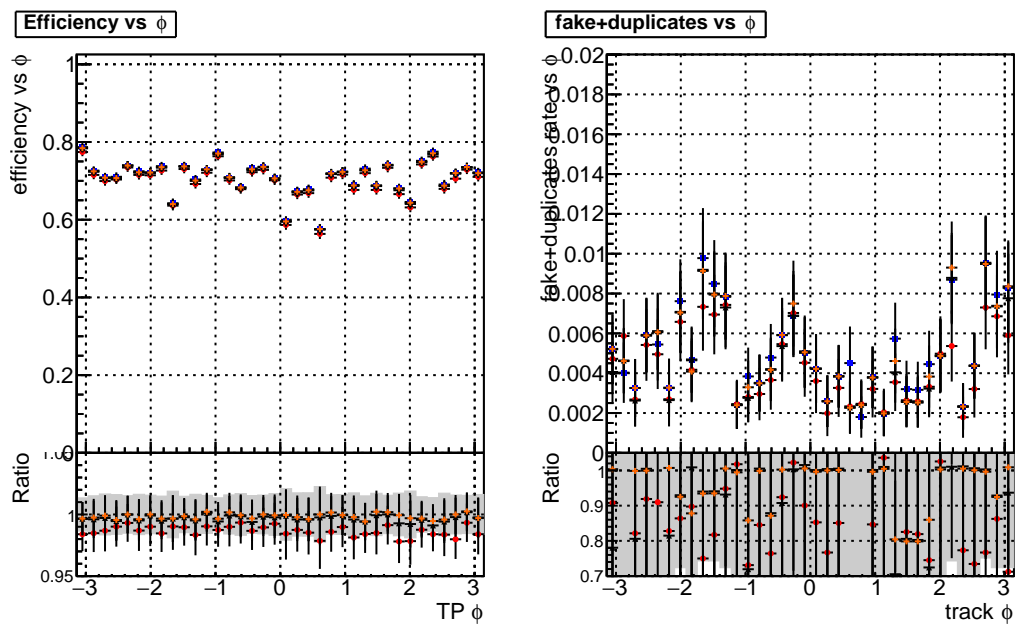 Efficiency vs ϕ
efficiency vs ϕ
1
0.8
0.6
0.4
0.2
0
Ratio
1.05
1
0.95
−3 −2 −1 0 1 2 3
TP ϕ
fake+duplicates vs ϕ
fake+duplicates rate vs ϕ
0.02
0.018
0.016
0.014
0.012
0.01
0.008
0.006
0.004
0.002
0
Ratio
1
0.9
0.8
0.7
−3 −2 −1 0 1 2 3
track ϕ